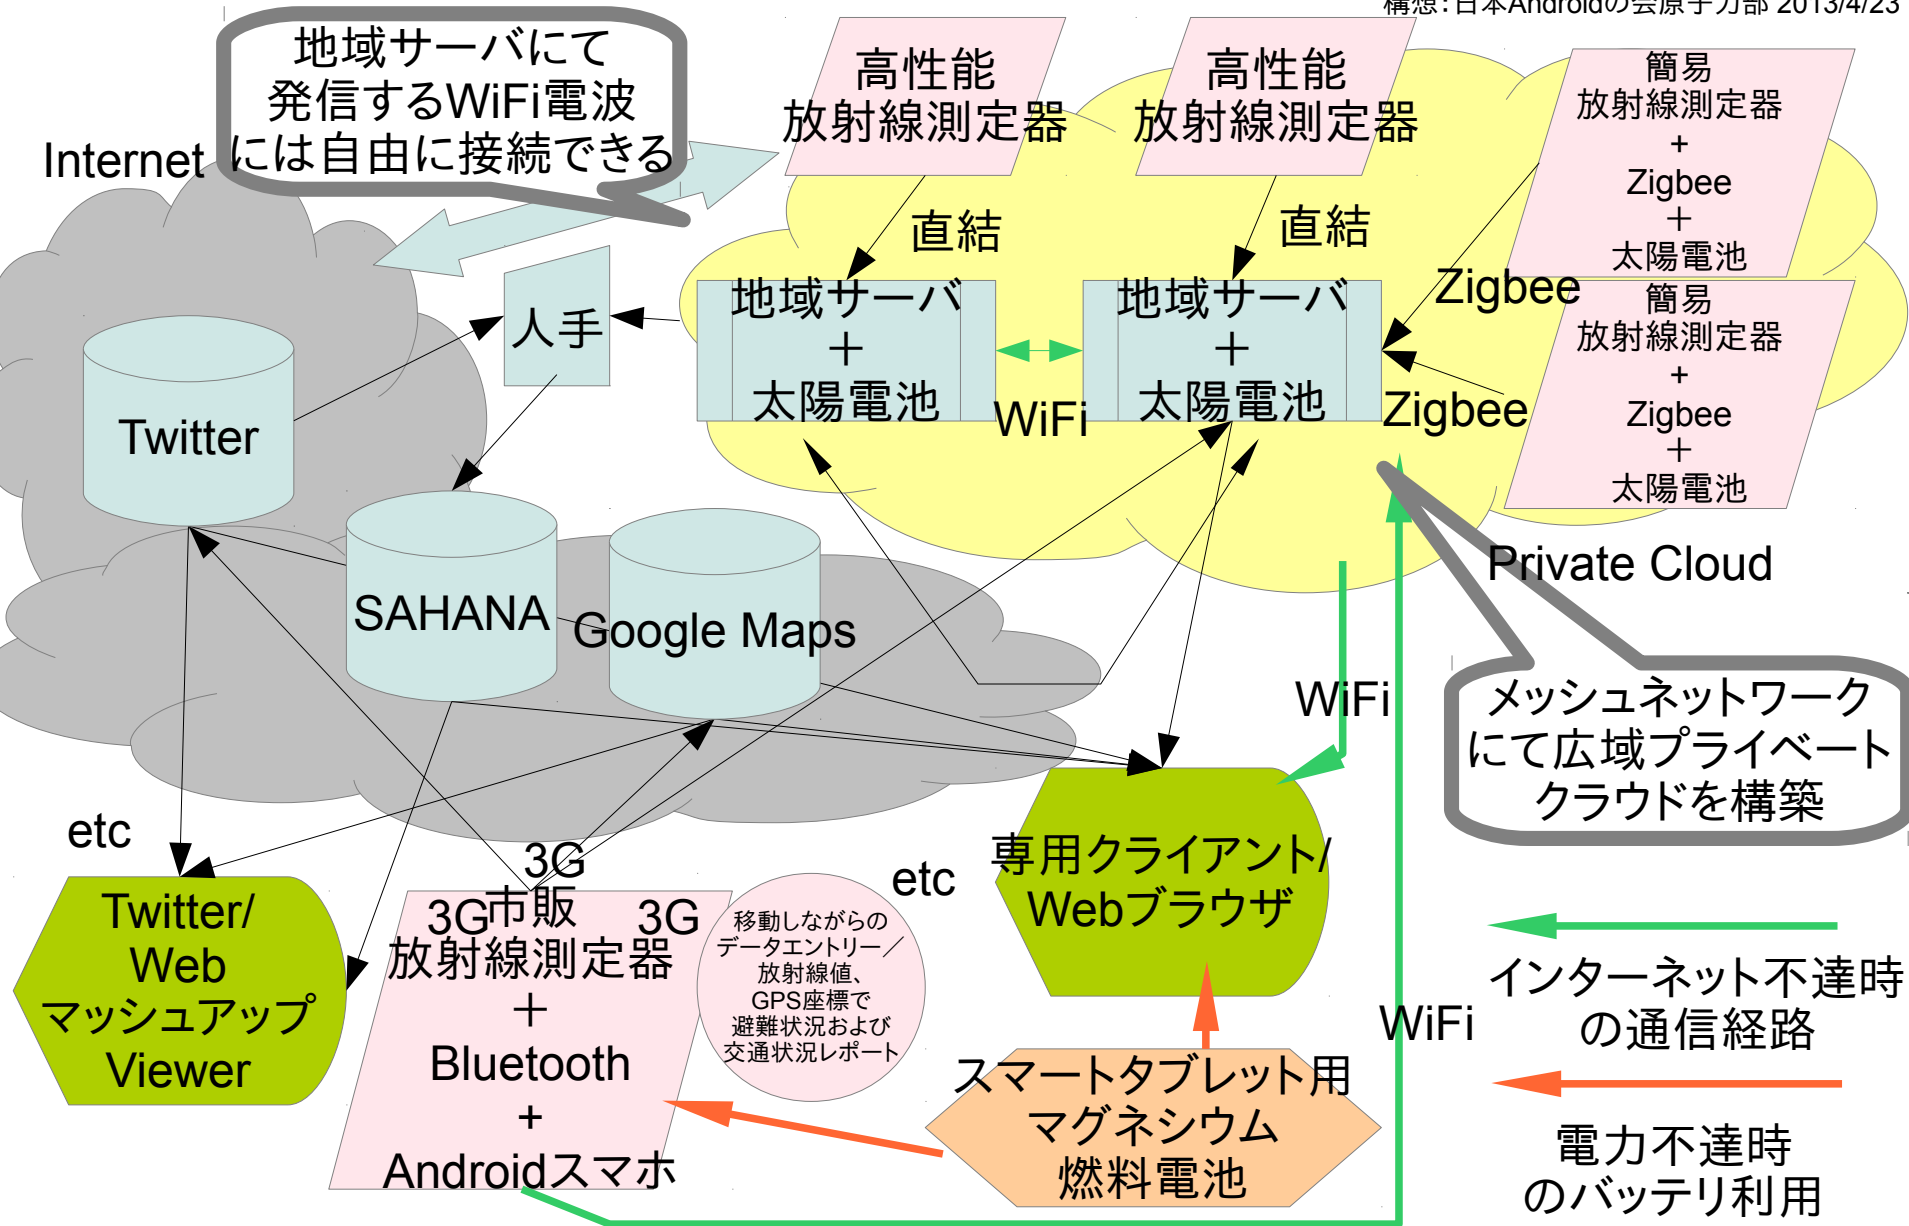 構想：日本Androidの会原子力部 2013/4/23
地域サーバにて
発信するWiFi電波
には自由に接続できる
Internet
高性能
放射線測定器
高性能
放射線測定器
簡易
放射線測定器
+
Zigbee
＋
太陽電池
直結
直結
Zigbee
人手
地域サーバ
＋
太陽電池
WiFi
地域サーバ
＋
太陽電池
Zigbee
簡易
放射線測定器
+
Zigbee
＋
太陽電池
Twitter
SAHANA
Google Maps
Private Cloud
WiFi
メッシュネットワーク
にて広域プライベート
クラウドを構築
etc
3G
3G
3G
etc
Twitter/
Web
マッシュアップ
Viewer
市販
放射線測定器
＋
Bluetooth
+
Androidスマホ
移動しながらの
データエントリー／
放射線値、
GPS座標で
避難状況および
交通状況レポート
専用クライアント/
Webブラウザ
WiFi
スマートタブレット用
マグネシウム
燃料電池
インターネット不達時
の通信経路
電力不達時
のバッテリ利用